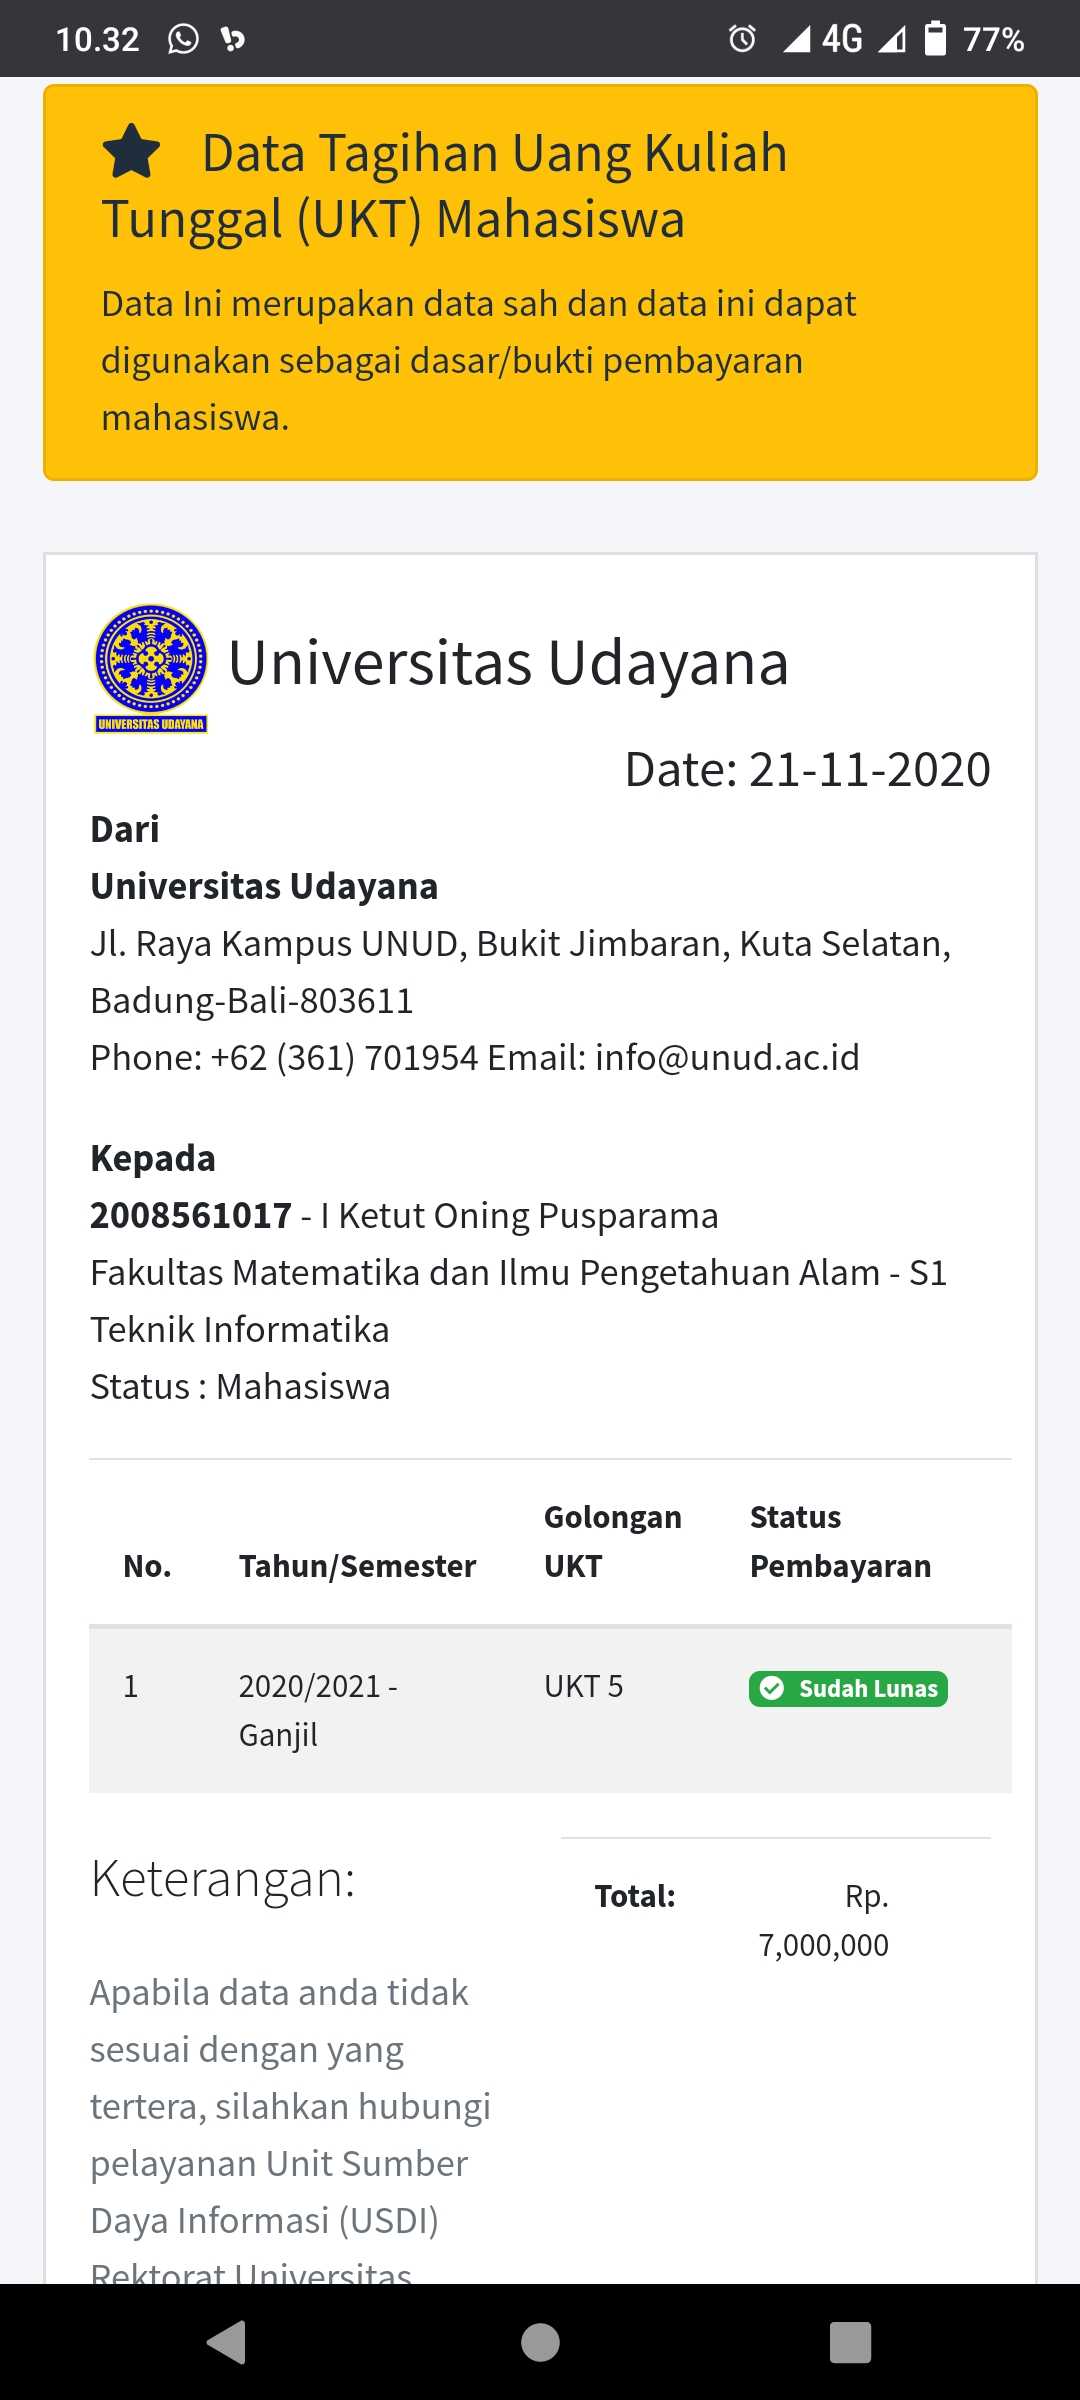 10.32 4G 77%
Data Tagihan Uang Kuliah
Tunggal (UKT) Mahasiswa
Data Ini merupakan data sah dan data ini dapat
digunakan sebagai dasar/bukti pembayaran
mahasiswa.
Universitas Udayana
UNIVERSITAS UDAYANA
Date: 21-11-2020
Dari
Universitas Udayana
Jl. Raya Kampus UNUD, Bukit Jimbaran, Kuta Selatan,
Badung-Bali-803611
Phone: +62 (361) 701954 Email: info@unud.ac.id
Kepada
2008561017 - I Ketut Oning Pusparama
Fakultas Matematika dan Ilmu Pengetahuan Alam - S1
Teknik Informatika
Status : Mahasiswa
No. Tahun/Semester Golongan UKT Status Pembayaran
1 2020/2021 - Ganjil UKT 5 Sudah Lunas
Keterangan:
Total: Rp. 7,000,000
Apabila data anda tidak
sesuai dengan yang
tertera, silahkan hubungi
pelayanan Unit Sumber
Daya Informasi (USDI)
Rektorat Universitas